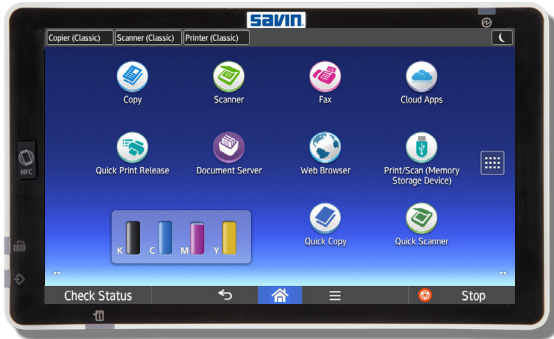 SAVIN
Copier (Classic) Scanner (Classic) Printer (Classic)
Copy Scanner Fax Cloud Apps
Quick Print Release Document Server Web Browser Print/Scan (Memory
Storage Device)
NFC
K C M Y
Quick Copy Quick Scanner
Check Status Stop